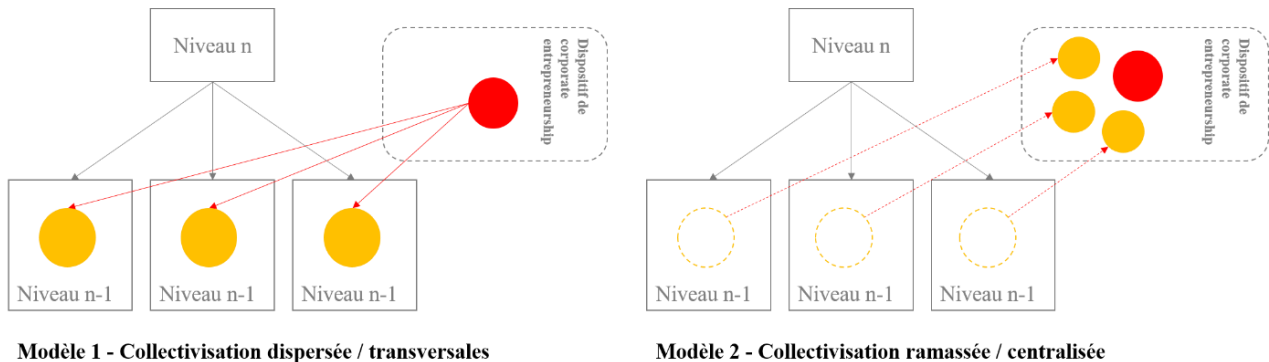 Niveau n
Dispositif de
corporate
entrepreneurship
Niveau n-1
Niveau n-1
Niveau n-1
Modèle 1 - Collectivisation dispersée / transversales
Niveau n
Dispositif de
corporate
entrepreneurship
Niveau n-1
Niveau n-1
Niveau n-1
Modèle 2 - Collectivisation ramassée / centralisée